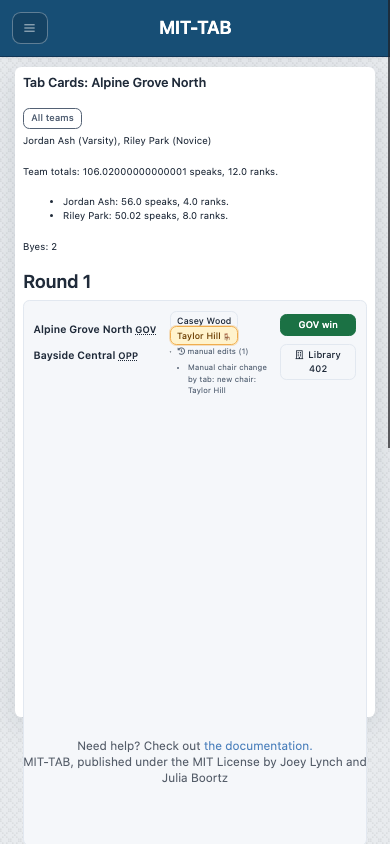 MIT-TAB
Tab Cards: Alpine Grove North
All teams
Jordan Ash (Varsity), Riley Park (Novice)
Team totals: 106.02000000000001 speaks, 12.0 ranks.
• Jordan Ash: 56.0 speaks, 4.0 ranks.
• Riley Park: 50.02 speaks, 8.0 ranks.
Byes: 2
Round 1
Alpine Grove North GOV
Bayside Central OPP
Casey Wood
Taylor Hill
manual edits (1)
• Manual chair change
by tab: new chair:
Taylor Hill
GOV win
Library
402
Need help? Check out the documentation.
MIT-TAB, published under the MIT License by Joey Lynch and
Julia Boortz